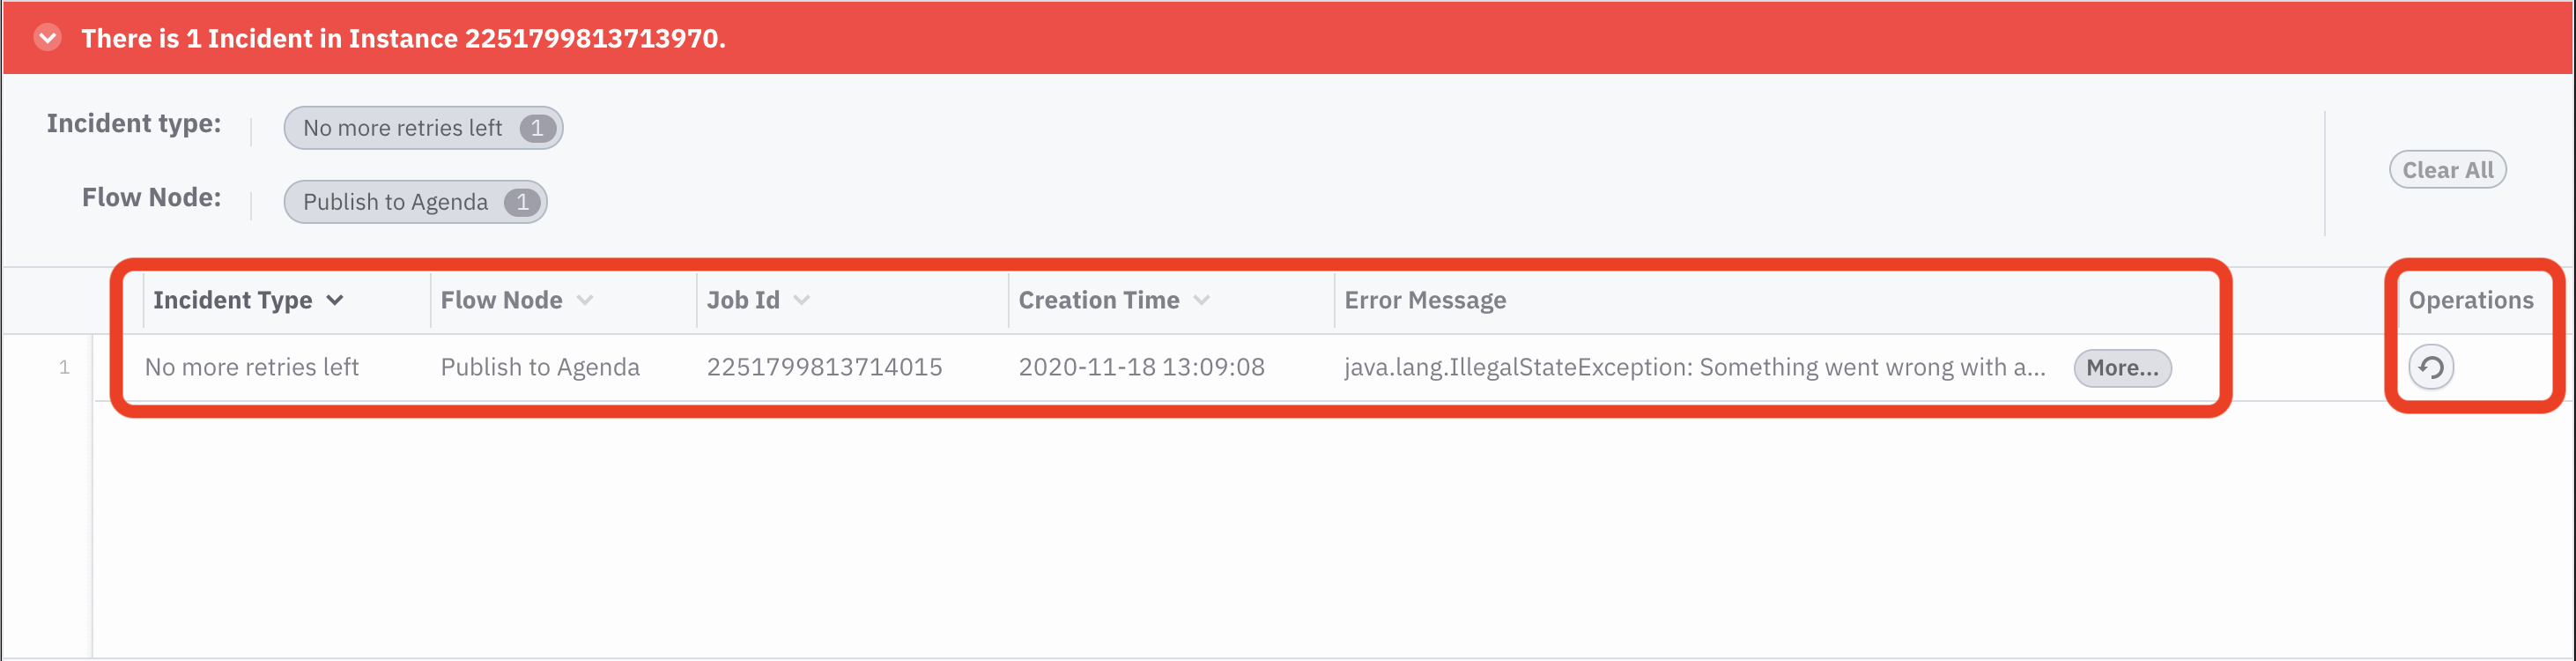 There is 1 Incident in Instance 2251799813713970.
Incident type: No more retries left 1
Flow Node: Publish to Agenda 1
Clear All
Incident Type Flow Node Job Id Creation Time Error Message Operations
1 No more retries left Publish to Agenda 2251799813714015 2020-11-18 13:09:08 java.lang.IllegalStateException: Something went wrong with a... More...